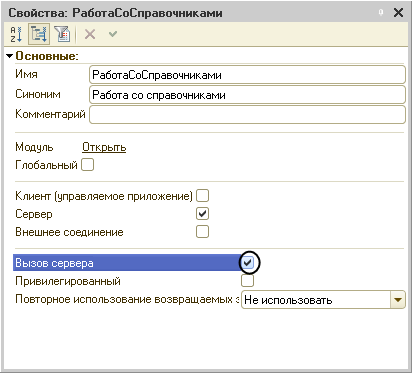 Свойства: РаботаСоСправочниками
Основные:
Имя РаботаСоСправочниками
Синоним Работа со справочниками
Комментарий
Модуль Открыть
Глобальный
Клиент (управляемое приложение)
Сервер
Внешнее соединение
Вызов сервера
Привилегированный
Повторное использование возвращаемых з Не использовать